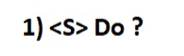 1) <S> Do ?